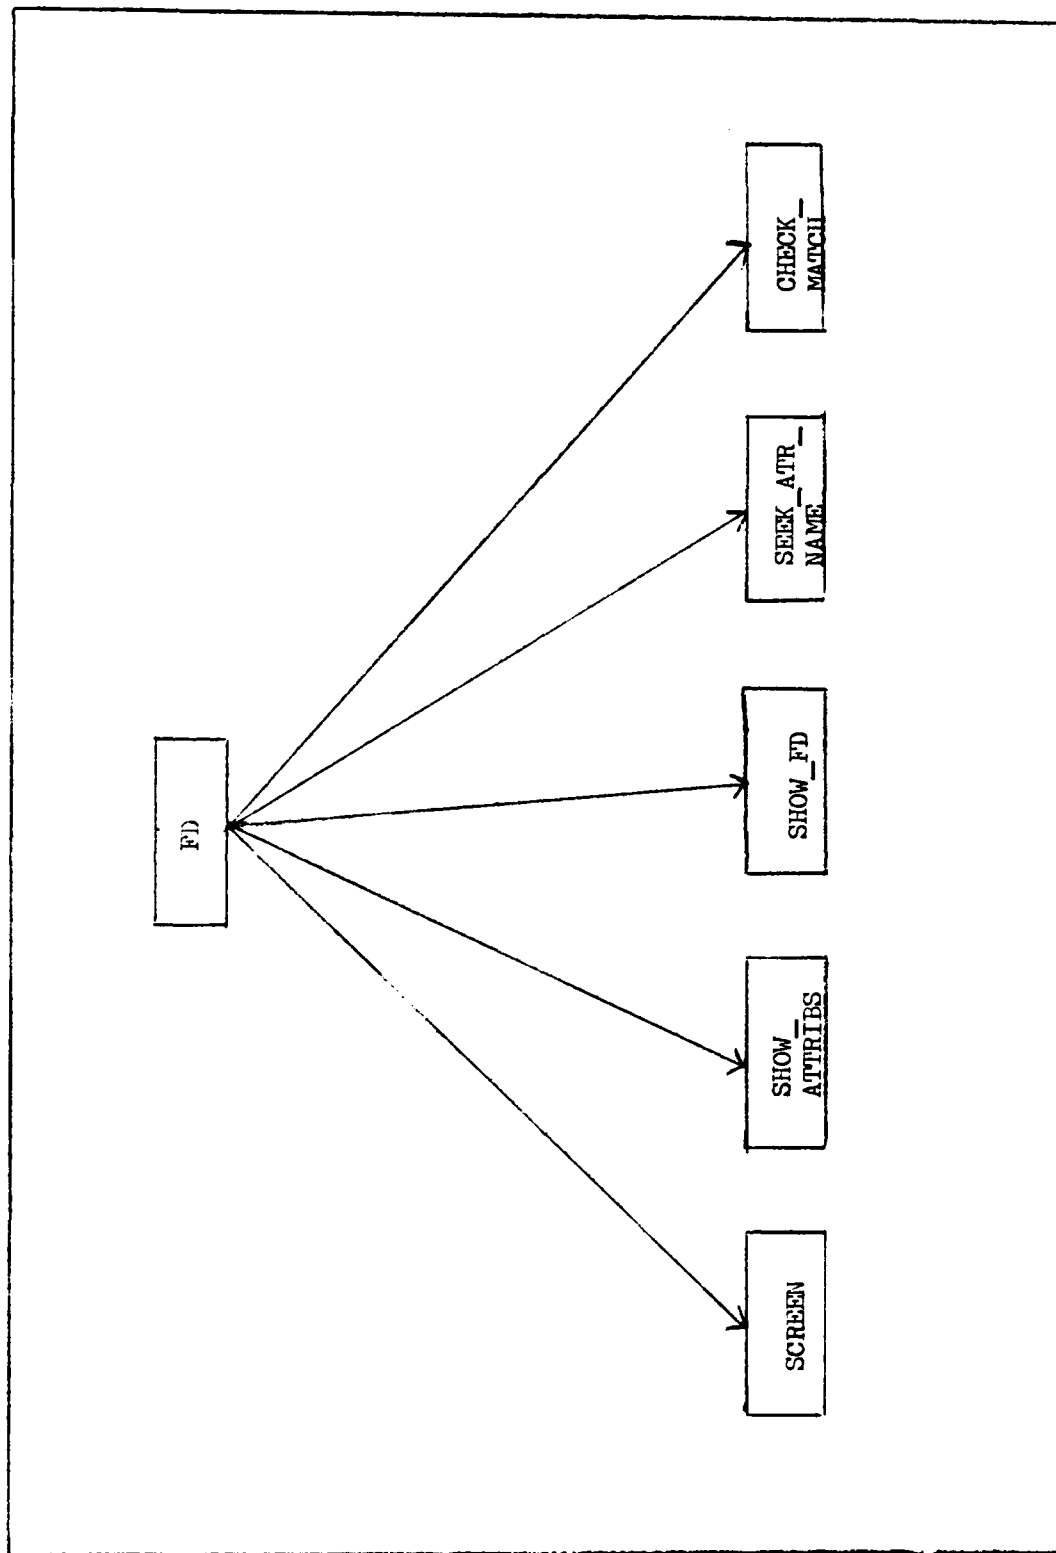 FD
SCREEN
SHOW_
ATTRIBS
SHOW_FD
SEEK_ATR_
NAME
CHECK_
MATCH